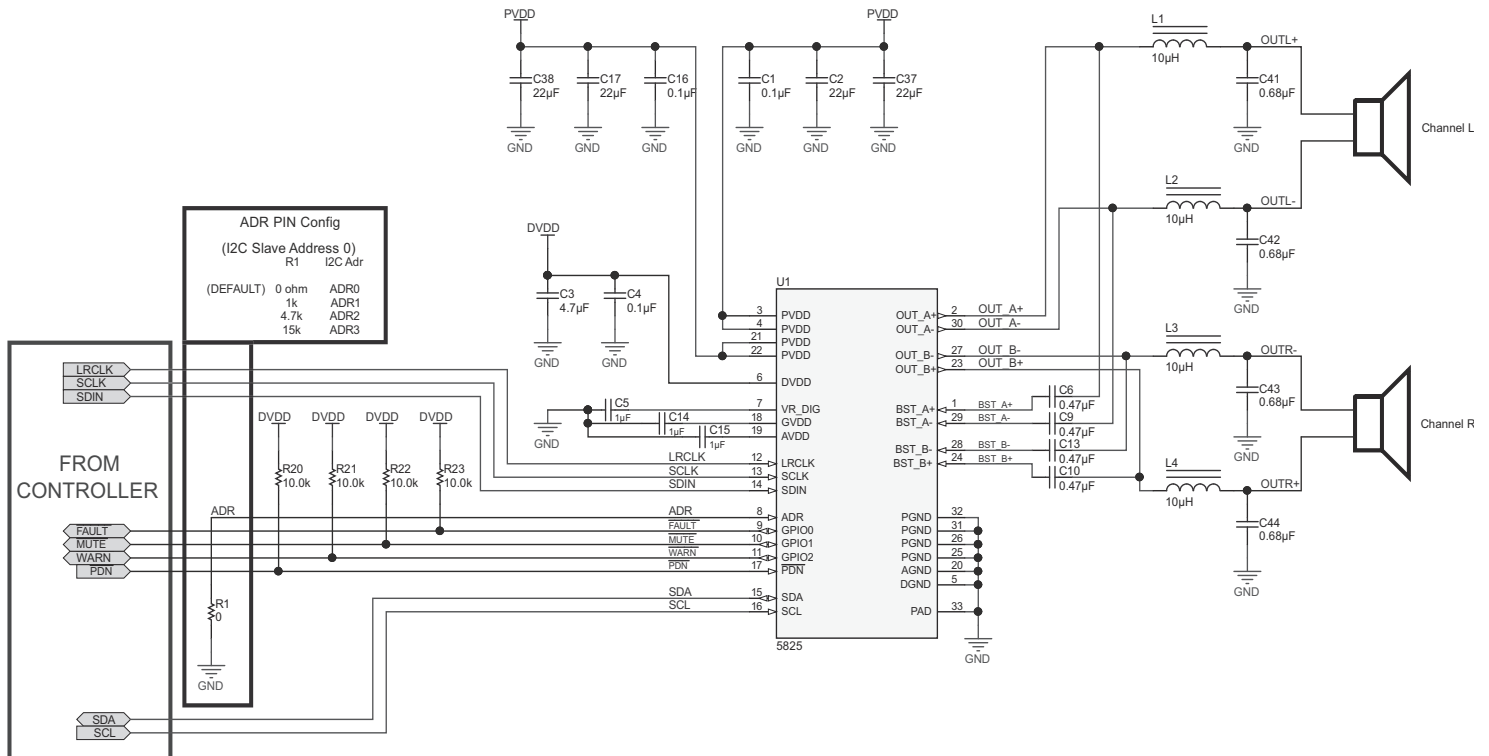 PVDD
PVDD
L1
10µH
OUTL+
C38
22µF
C17
22µF
C16
0.1µF
C1
0.1µF
C2
22µF
C37
22µF
C41
0.68µF
GND
GND
GND
GND
GND
GND
GND
Channel L
L2
10µH
OUTL-
C42
0.68µF
GND
ADR PIN Config
(I2C Slave Address 0)
R1 I2C Adr
(DEFAULT) 0 ohm ADR0
1k ADR1
4.7k ADR2
15k ADR3
DVDD
C3
4.7µF
C4
0.1µF
GND
GND
U1
3 PVDD
4 PVDD
21 PVDD
22 PVDD
6 DVDD
7 VR_DIG
18 GVDD
19 AVDD
LRCLK 12 LRCLK
SCLK 13 SCLK
SDIN 14 SDIN
ADR ADR 8 ADR
FAULT 9 GPIO0
MUTE 10 GPIO1
WARN 11 GPIO2
PDN 17 PDN
SDA 15 SDA
SCL 16 SCL
5825
OUT_A+ 2 OUT_A+
OUT_A- 30 OUT_A-
OUT_B- 27 OUT_B-
OUT_B+ 23 OUT_B+
BST_A+ 1 BST_A+
BST_A- 29 BST_A-
BST_B- 28 BST_B-
BST_B+ 24 BST_B+
PGND 32
PGND 31
PGND 26
PGND 25
AGND 20
DGND 5
PAD 33
GND
C5
1µF
C14
1µF
C15
1µF
GND
C6
0.47µF
C9
0.47µF
C13
0.47µF
C10
0.47µF
L3
10µH
OUTR-
C43
0.68µF
GND
Channel R
L4
10µH
OUTR+
C44
0.68µF
GND
LRCLK
SCLK
SDIN
DVDD DVDD DVDD DVDD
R20
10.0k
R21
10.0k
R22
10.0k
R23
10.0k
FROM
CONTROLLER
FAULT
MUTE
WARN
PDN
R1
0
GND
SDA
SCL